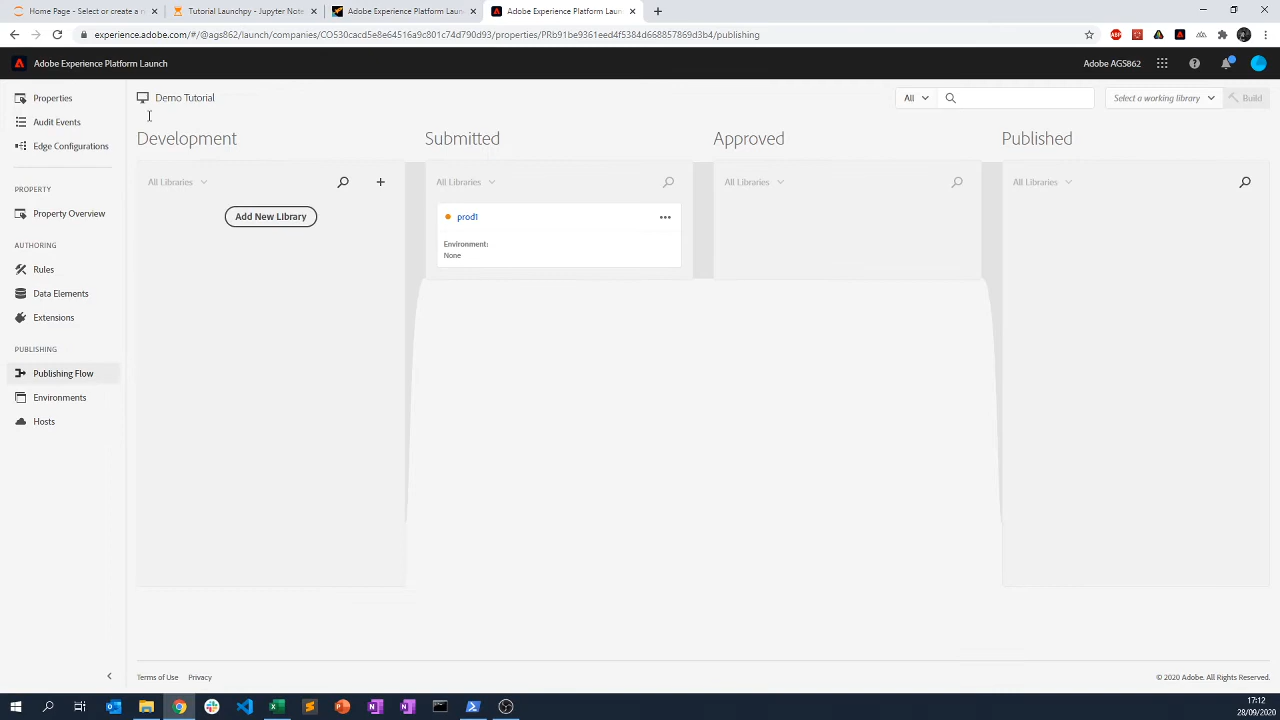 Home Page - Select or create a n
Tutorial Launchpy - Jupyter Note
Adobe Experience Platform Laun
Adobe Experience Platform Laun
experience.adobe.com/#/@ags862/launch/companies/CO530cacd5e8e64516a9c801c74d790d93/properties/PRb91be9361eed4f5384d668857869d3b4/publishing
Adobe Experience Platform Launch
Adobe AGS862
Properties
Audit Events
Edge Configurations
PROPERTY
Property Overview
AUTHORING
Rules
Data Elements
Extensions
PUBLISHING
Publishing Flow
Environments
Hosts
Demo Tutorial
All
Select a working library
Build
Development
Submitted
Approved
Published
All Libraries
All Libraries
All Libraries
All Libraries
Add New Library
prod1
Environment:
None
Terms of Use
Privacy
© 2020 Adobe. All Rights Reserved.
17:12
28/09/2020